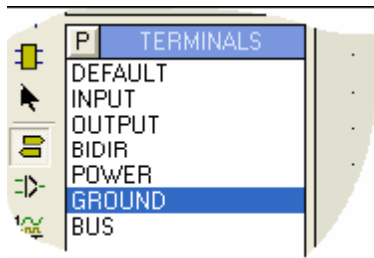 P TERMINALS
DEFAULT
INPUT
OUTPUT
BIDIR
POWER
GROUND
BUS